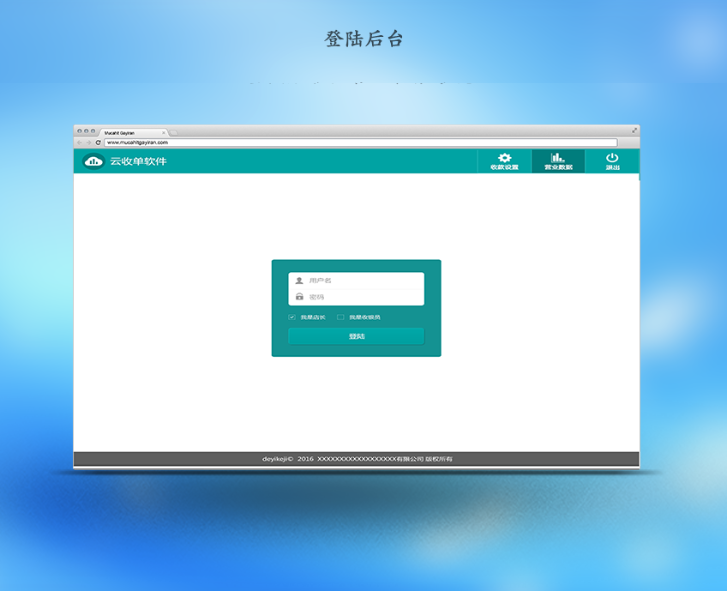 登陆后台
Mucahit Gayiran
www.mucahitgayiran.com
云收单软件
收款设置
营业数据
退出
用户名
密码
我是店长
我是收银员
登陆
deyikeji© 2016 XXXXXXXXXXXXXXXXXX有限公司 版权所有